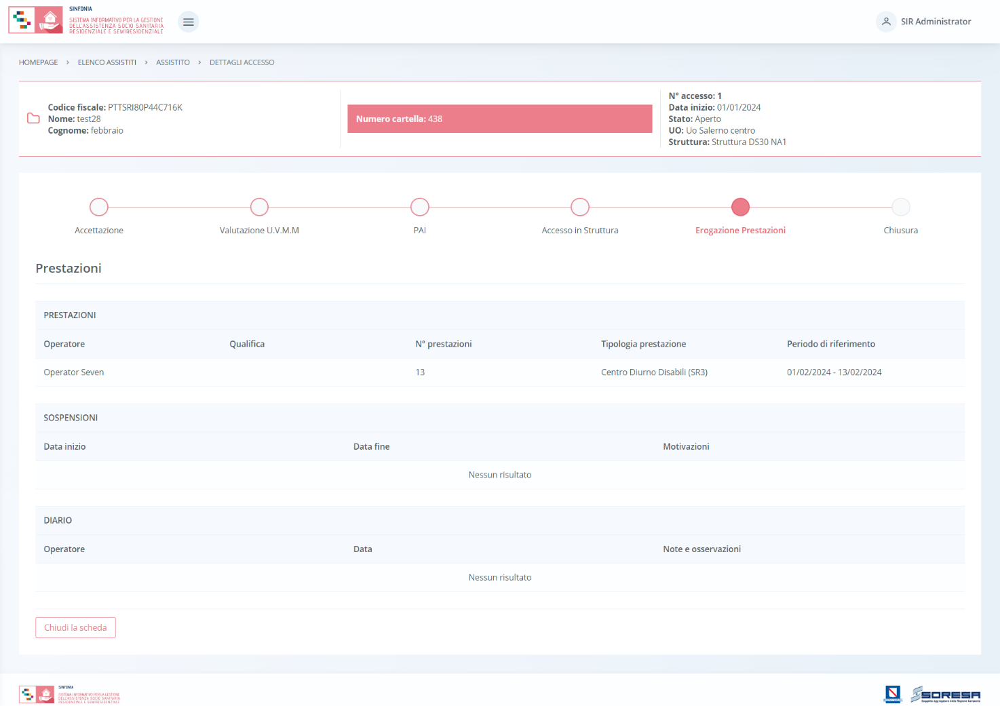 SINFONIA
SISTEMA INFORMATIVO PER LA GESTIONE
DELL'ASSISTENZA SOCIO SANITARIA
RESIDENZIALE E SEMIRESIDENZIALE
SIR Administrator
HOMEPAGE > ELENCO ASSISTITI > ASSISTITO > DETTAGLI ACCESSO
Codice fiscale: PTTSRI80P44C716K
Nome: test28
Cognome: febbraio
Numero cartella: 438
N° accesso: 1
Data inizio: 01/01/2024
Stato: Aperto
UO: Uo Salerno centro
Struttura: Struttura DS30 NA1
Accettazione Valutazione U.V.M.M PAI Accesso in Struttura Erogazione Prestazioni Chiusura
Prestazioni
PRESTAZIONI
Operatore Qualifica N° prestazioni Tipologia prestazione Periodo di riferimento
Operator Seven 13 Centro Diurno Disabili (SR3) 01/02/2024 - 13/02/2024
SOSPENSIONI
Data inizio Data fine Motivazioni
Nessun risultato
DIARIO
Operatore Data Note e osservazioni
Nessun risultato
Chiudi la scheda
SINFONIA
SISTEMA INFORMATIVO PER LA GESTIONE
DELL'ASSISTENZA SOCIO SANITARIA
RESIDENZIALE E SEMIRESIDENZIALE
SORESA
Soggetto Aggregatore della Regione Campania